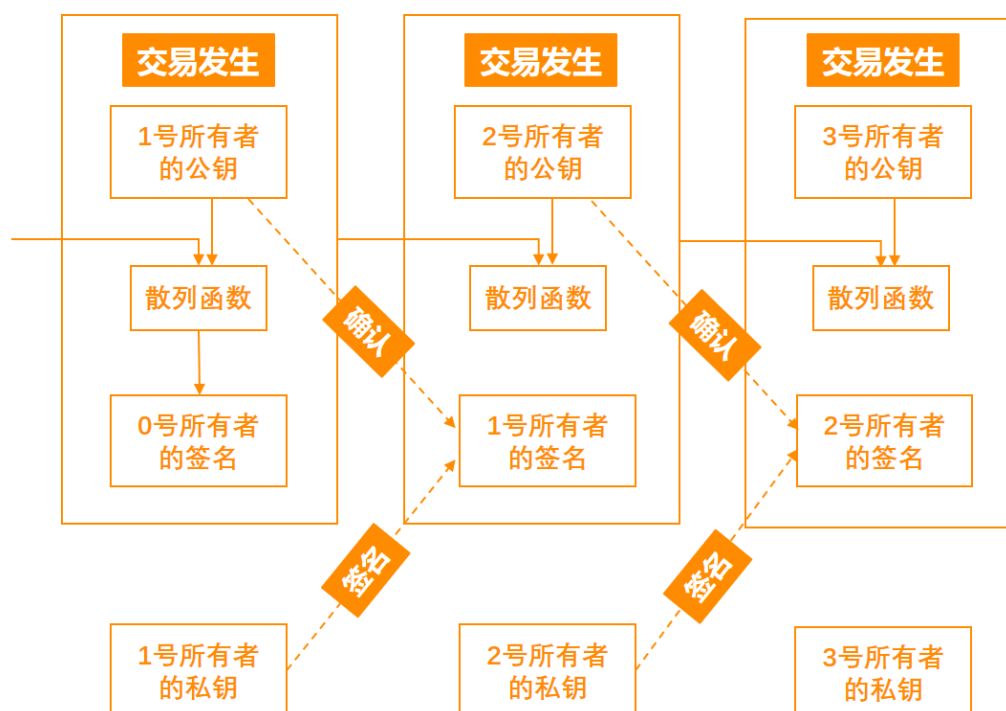 交易发生
交易发生
交易发生
1号所有者
的公钥
2号所有者
的公钥
3号所有者
的公钥
散列函数
散列函数
散列函数
确认
确认
0号所有者
的签名
1号所有者
的签名
2号所有者
的签名
签名
签名
1号所有者
的私钥
2号所有者
的私钥
3号所有者
的私钥